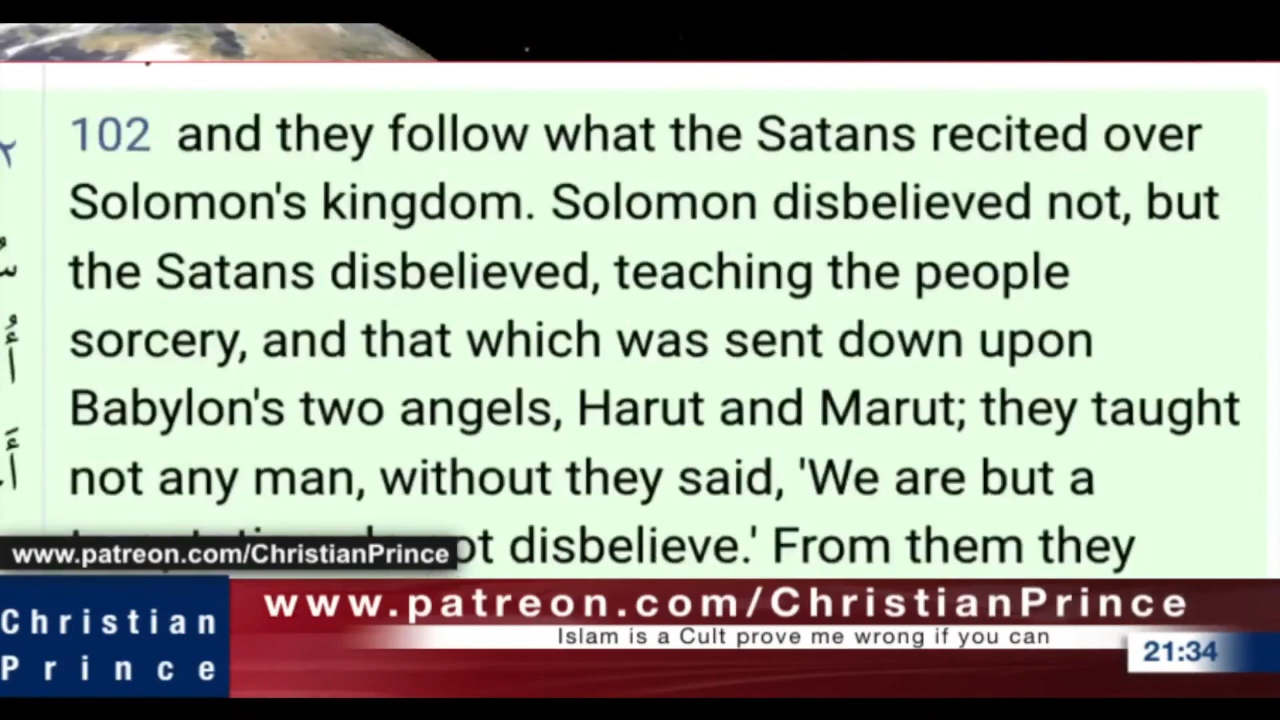 102 and they follow what the Satans recited over
Solomon's kingdom. Solomon disbelieved not, but
the Satans disbelieved, teaching the people
sorcery, and that which was sent down upon
Babylon's two angels, Harut and Marut; they taught
not any man, without they said, 'We are but a
disbelieve.' From them they
www.patreon.com/ChristianPrince
www.patreon.com/ChristianPrince
Christian
Prince
Islam is a Cult prove me wrong if you can
21:34